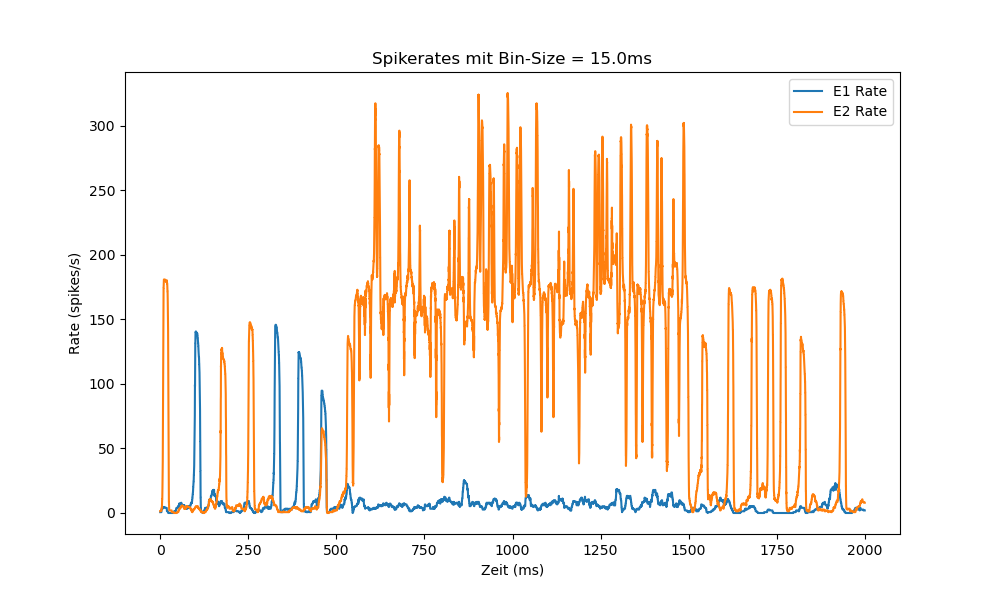 Spikerates mit Bin-Size = 15.0ms
E1 Rate
E2 Rate
Rate (spikes/s)
300
250
200
150
100
50
0
0 250 500 750 1000 1250 1500 1750 2000
Zeit (ms)